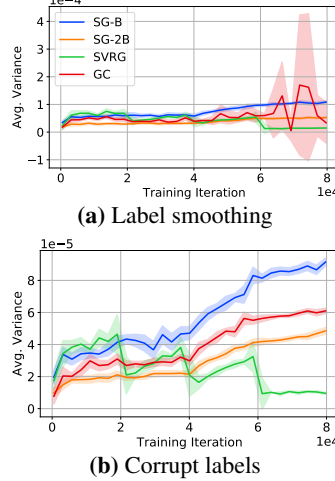 1e−4
Avg. Variance
4
3
2
1
0
−1
SG-B
SG-2B
SVRG
GC
0 2 4 6 8
Training Iteration 1e4
(a) Label smoothing
1e−5
Avg. Variance
8
6
4
2
0
0 2 4 6 8
Training Iteration 1e4
(b) Corrupt labels